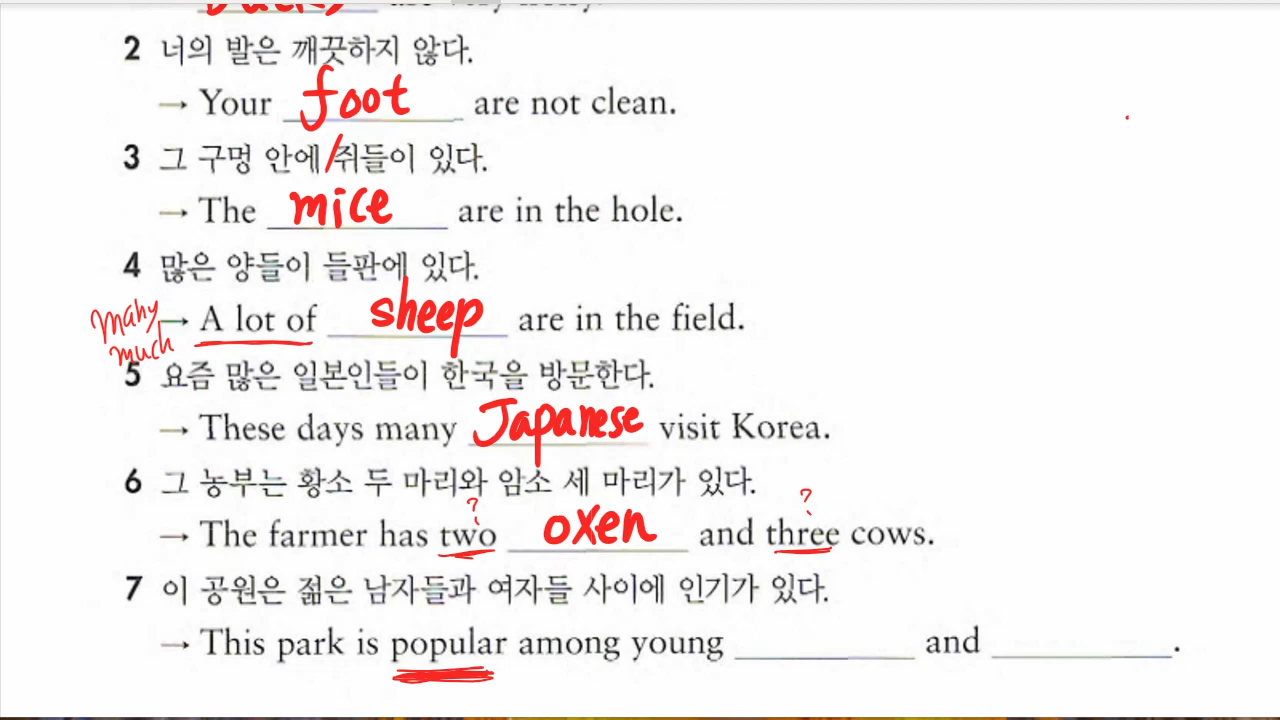 2 너의 발은 깨끗하지 않다.
→ Your foot are not clean.
3 그 구멍 안에/쥐들이 있다.
→ The mice are in the hole.
4 많은 양들이 들판에 있다.
many → A lot of sheep are in the field.
much
5 요즘 많은 일본인들이 한국을 방문한다.
→ These days many Japanese visit Korea.
6 그 농부는 황소 두 마리와 암소 세 마리가 있다.
? ?
→ The farmer has two oxen and three cows.
7 이 공원은 젊은 남자들과 여자들 사이에 인기가 있다.
→ This park is popular among young ________ and ________.